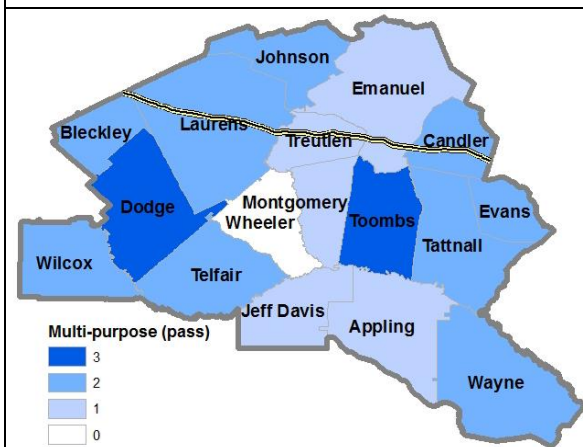 Johnson
Emanuel
Bleckley
Laurens
Treutlen
Candler
Dodge
Montgomery
Wheeler
Toombs
Evans
Tattnall
Wilcox
Telfair
Jeff Davis
Appling
Wayne
Multi-purpose (pass)
3
2
1
0